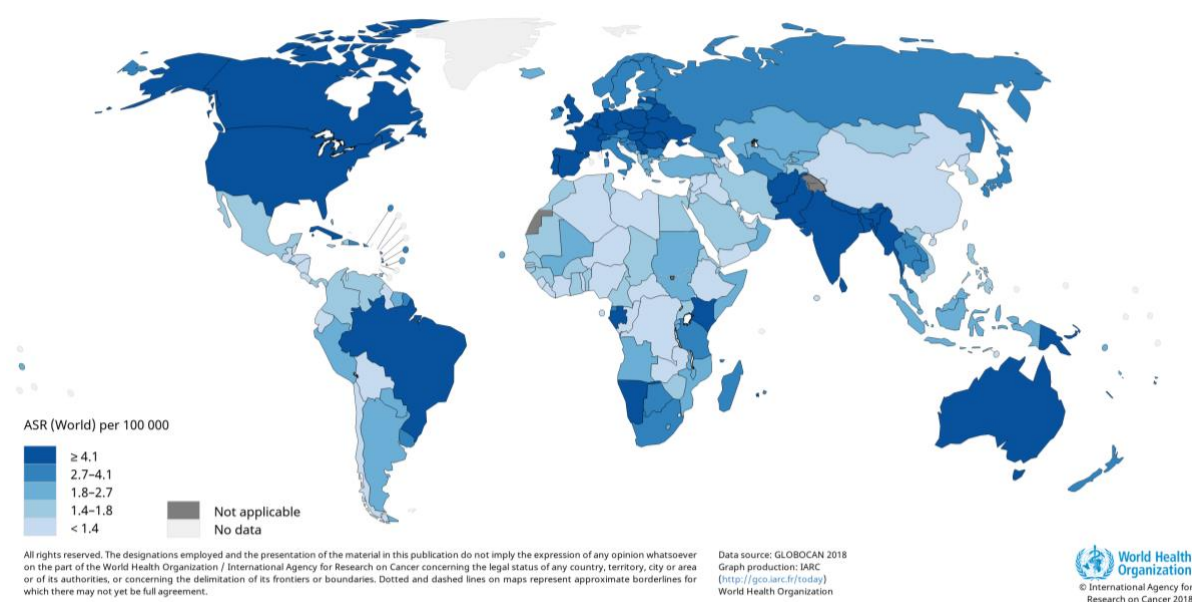 ASR (World) per 100 000
≥ 4.1
2.7–4.1
1.8–2.7
1.4–1.8
< 1.4
Not applicable
No data
All rights reserved. The designations employed and the presentation of the material in this publication do not imply the expression of any opinion whatsoever
on the part of the World Health Organization / International Agency for Research on Cancer concerning the legal status of any country, territory, city or area
or of its authorities, or concerning the delimitation of its frontiers or boundaries. Dotted and dashed lines on maps represent approximate borderlines for
which there may not yet be full agreement.
Data source: GLOBOCAN 2018
Graph production: IARC
(http://gco.iarc.fr/today)
World Health Organization
World Health
Organization
© International Agency for
Research on Cancer 2018